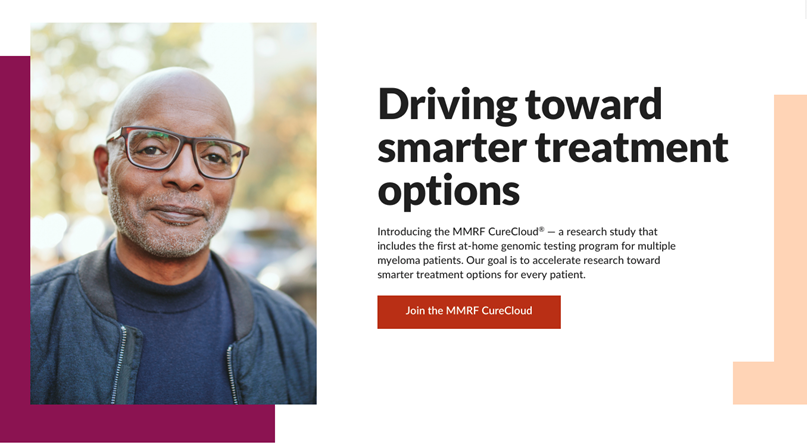 Driving toward
smarter treatment
options
Introducing the MMRF CureCloud® — a research study that
includes the first at-home genomic testing program for multiple
myeloma patients. Our goal is to accelerate research toward
smarter treatment options for every patient.
Join the MMRF CureCloud